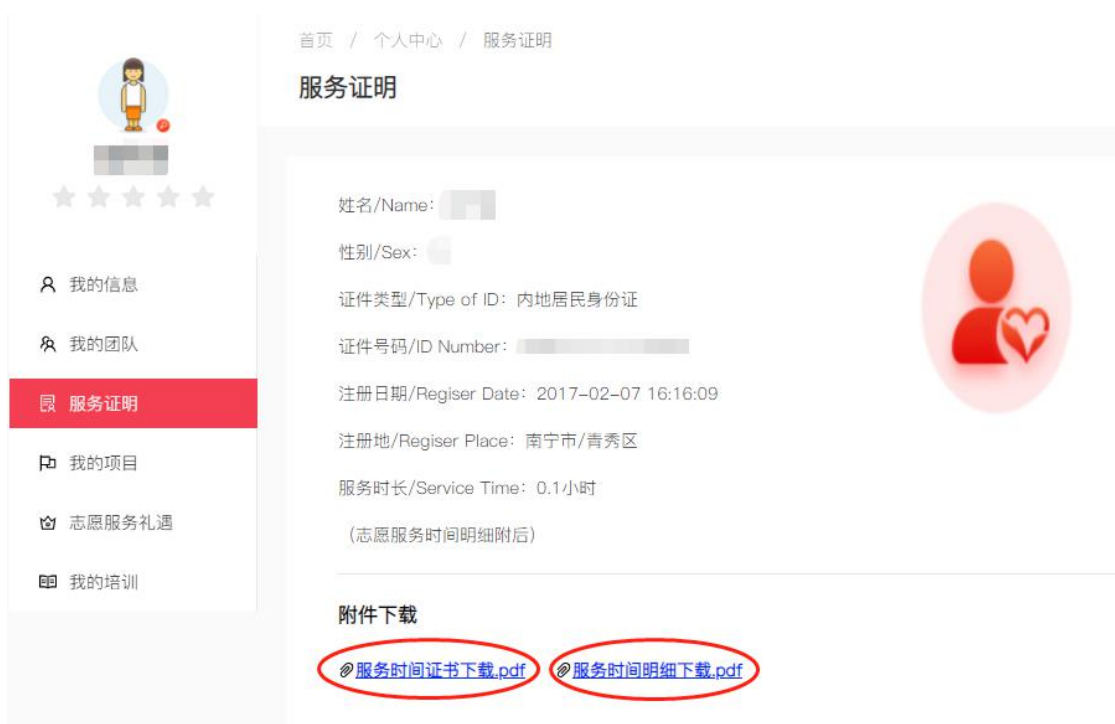 首页 / 个人中心 / 服务证明
服务证明
我的信息
我的团队
服务证明
我的项目
志愿服务礼遇
我的培训
姓名/Name：
性别/Sex：
证件类型/Type of ID：内地居民身份证
证件号码/ID Number：
注册日期/Regiser Date：2017-02-07 16:16:09
注册地/Regiser Place：南宁市/青秀区
服务时长/Service Time：0.1小时
（志愿服务时间明细附后）
附件下载
服务时间证书下载.pdf 服务时间明细下载.pdf